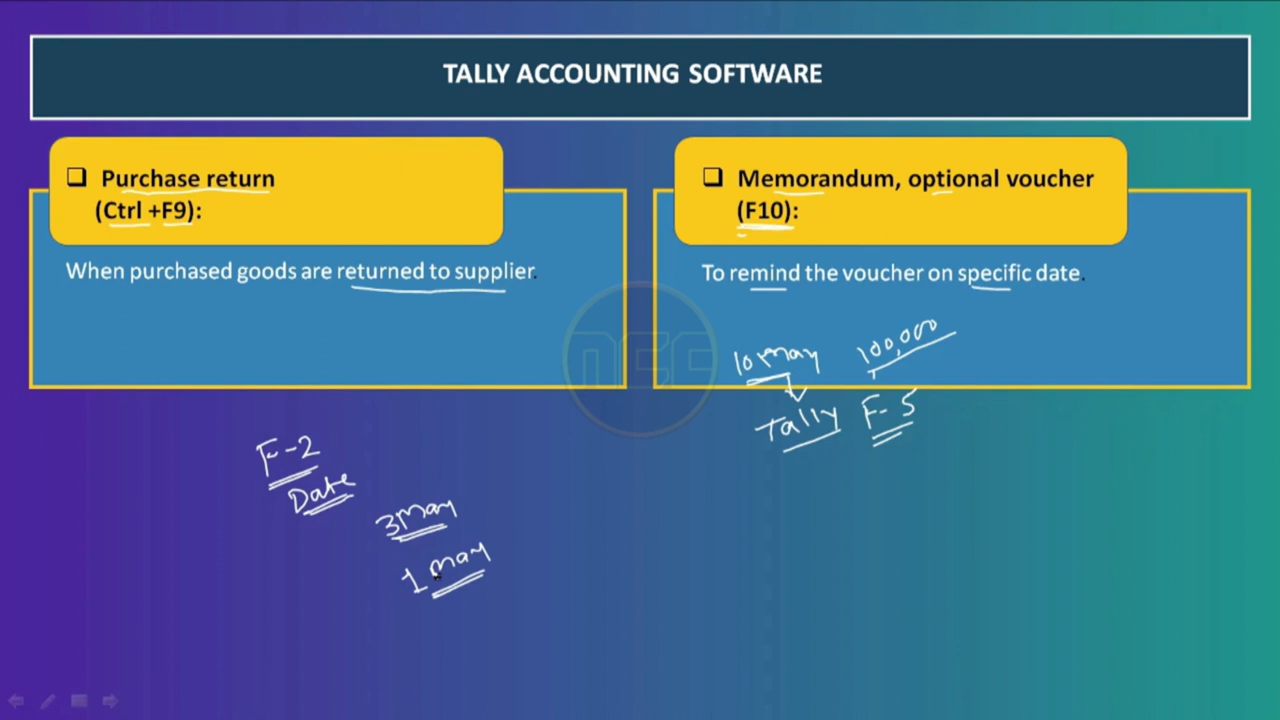 TALLY ACCOUNTING SOFTWARE
❑ Purchase return
(Ctrl +F9):
When purchased goods are returned to supplier.
❑ Memorandum, optional voucher
(F10):
To remind the voucher on specific date.
10 may 100,000
Tally F-5
F-2
Date
3 May
1 may
NEC